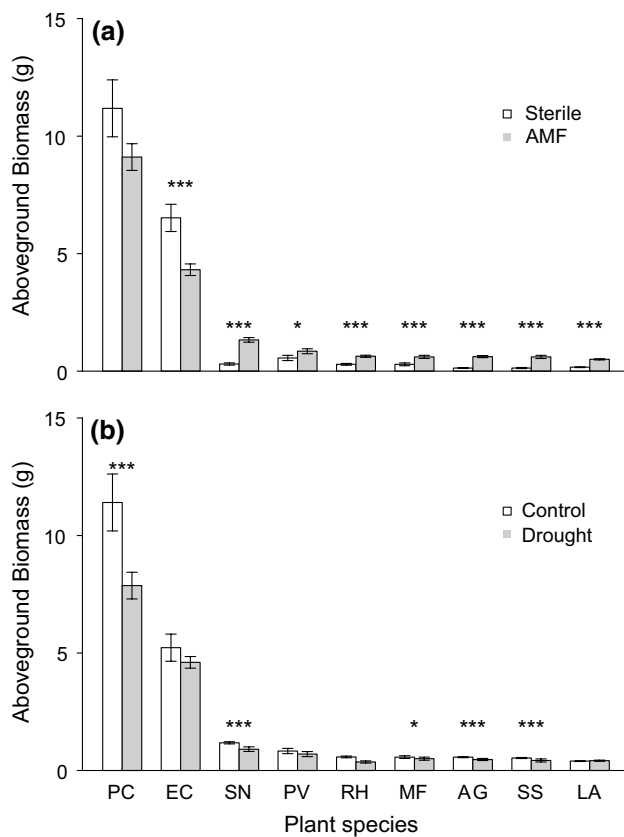 (a)
Aboveground Biomass (g)
15
10
5
0
Sterile
AMF
***
*** * *** *** *** *** ***
(b)
Aboveground Biomass (g)
15
10
5
0
Control
Drought
***
*** * *** ***
PC EC SN PV RH MF AG SS LA
Plant species